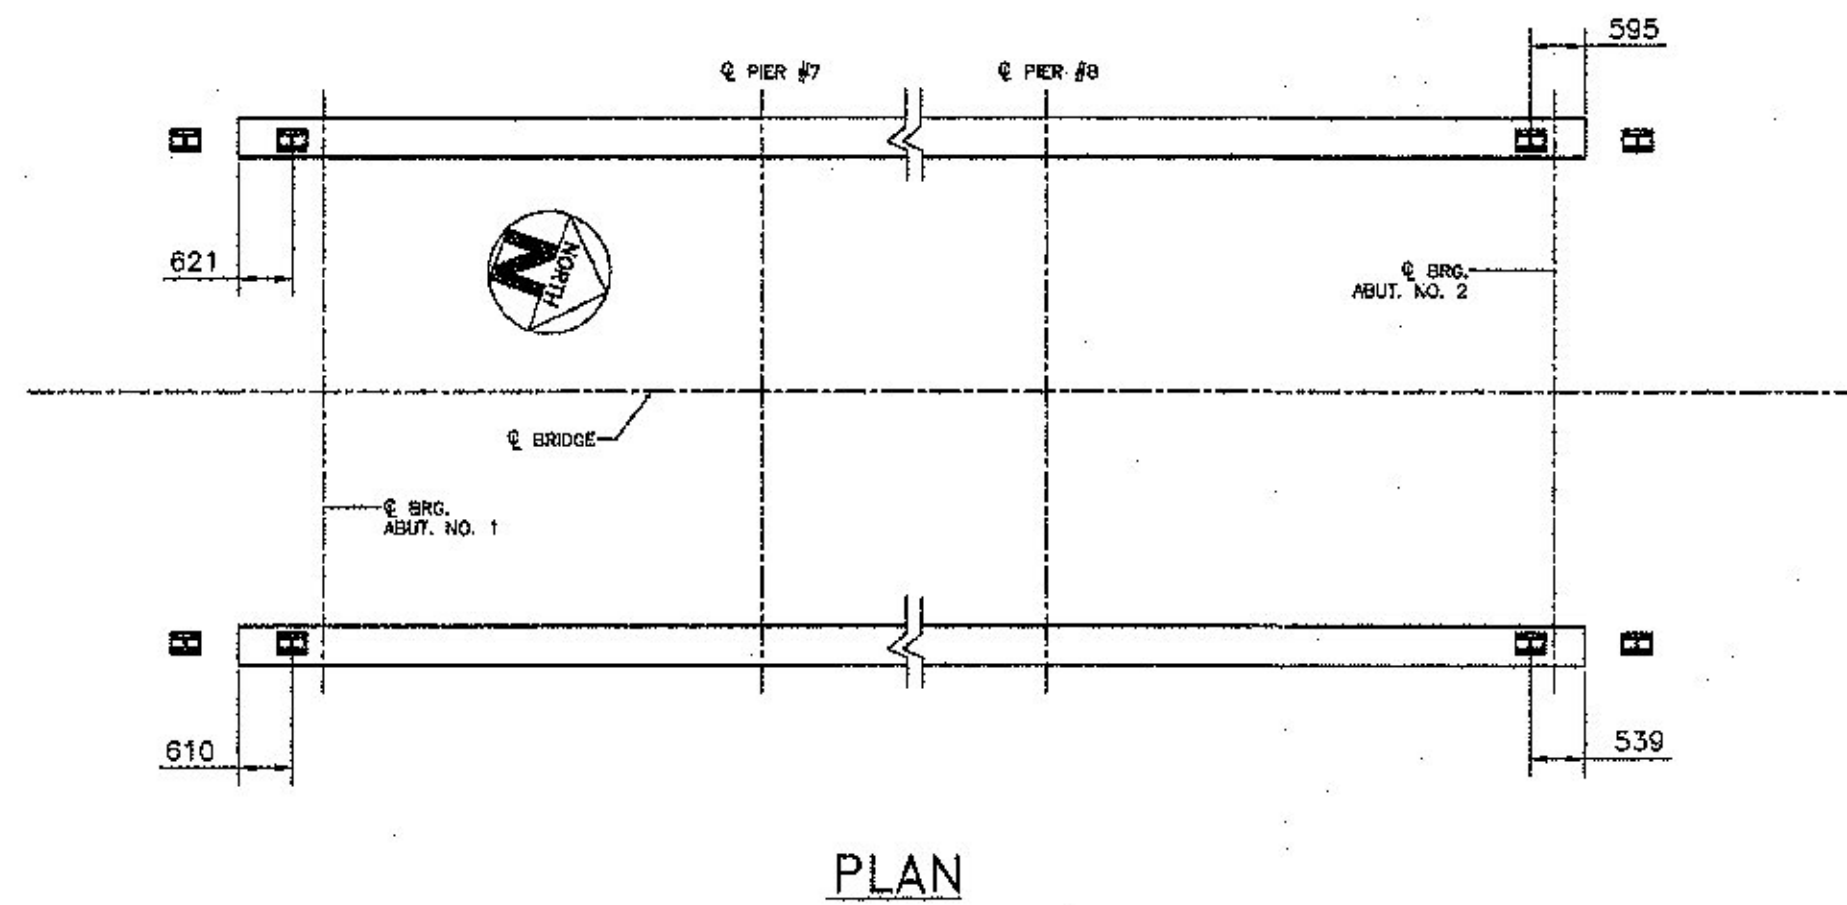 595
℄ PIER #7
℄ PIER #8
621
N
NORTH
℄ BRG.
ABUT. NO. 2
℄ BRIDGE
℄ BRG.
ABUT. NO. 1
610
539
PLAN